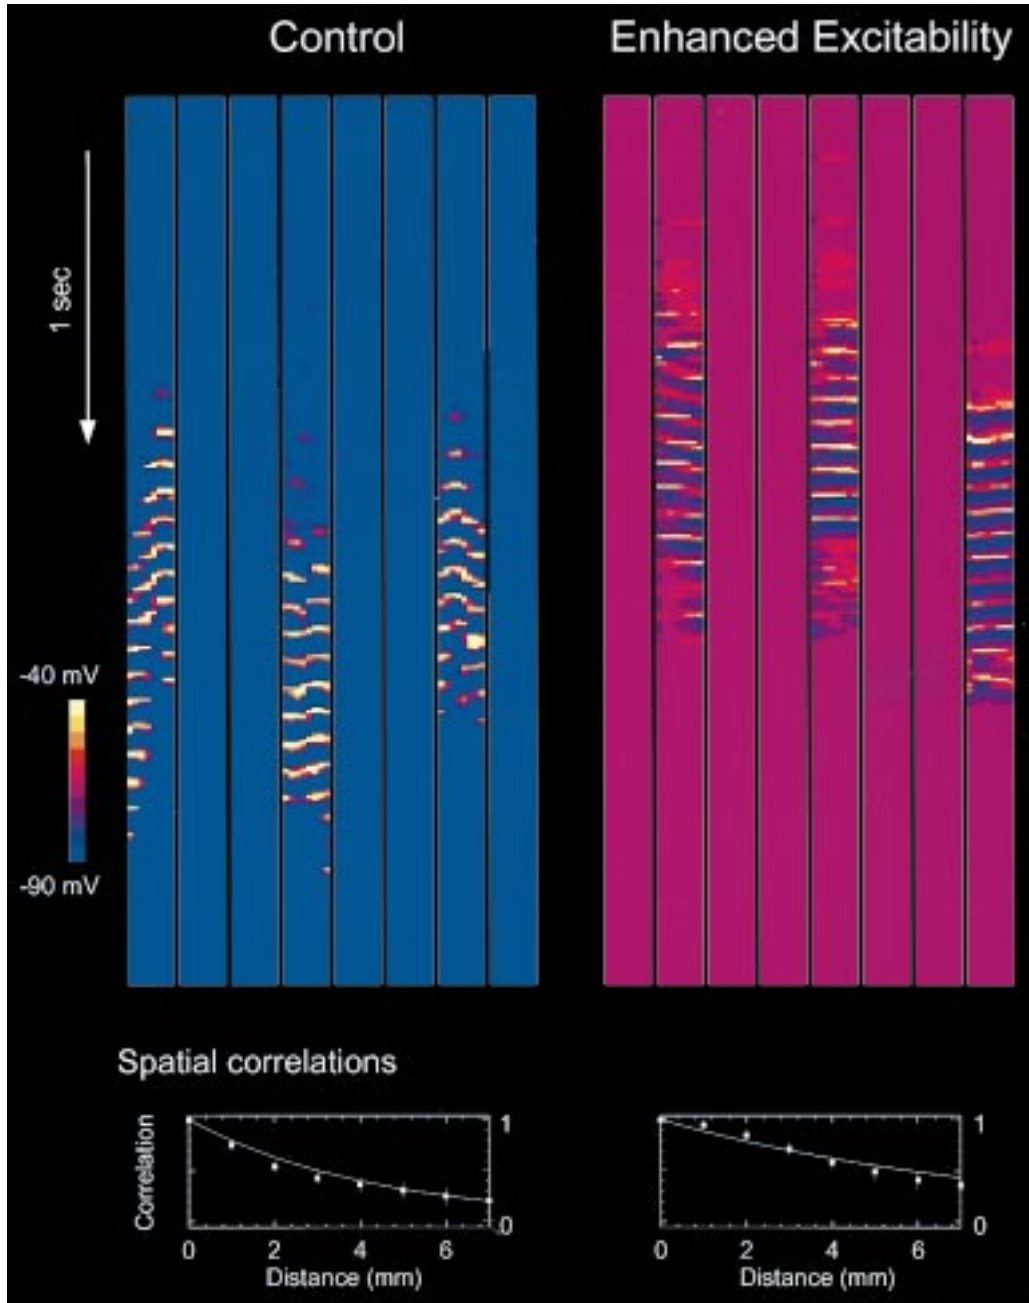 Control
Enhanced Excitability
1 sec
-40 mV
-90 mV
Spatial correlations
Correlation
1
0
0 2 4 6
Distance (mm)
1
0
0 2 4 6
Distance (mm)